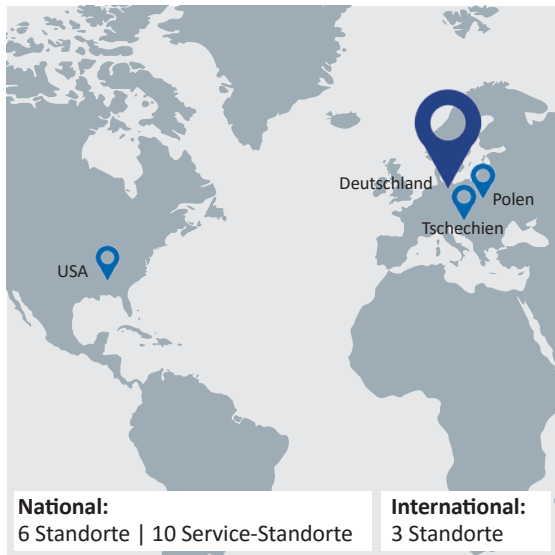 Deutschland
Polen
Tschechien
USA
National:
6 Standorte | 10 Service-Standorte
International:
3 Standorte